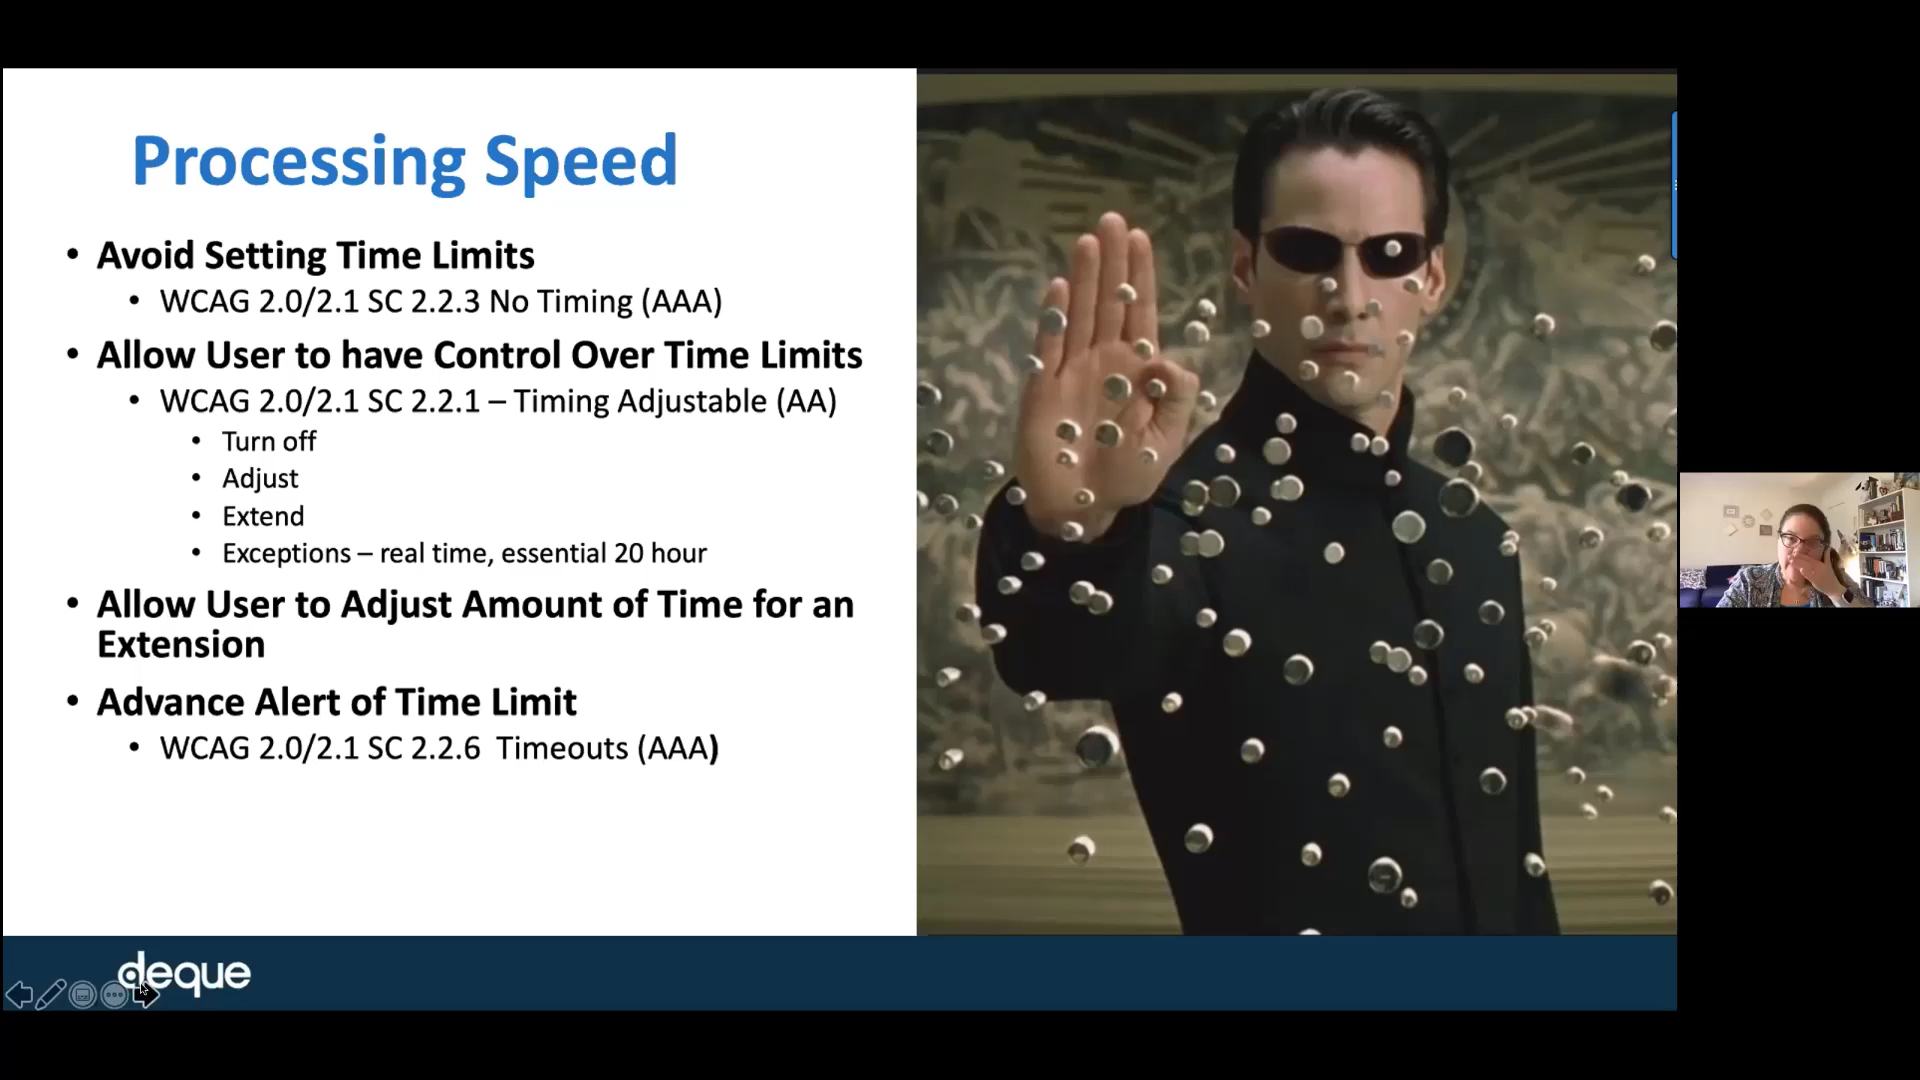 Processing Speed
• Avoid Setting Time Limits
• WCAG 2.0/2.1 SC 2.2.3 No Timing (AAA)
• Allow User to have Control Over Time Limits
• WCAG 2.0/2.1 SC 2.2.1 – Timing Adjustable (AA)
• Turn off
• Adjust
• Extend
• Exceptions – real time, essential 20 hour
• Allow User to Adjust Amount of Time for an
Extension
• Advance Alert of Time Limit
• WCAG 2.0/2.1 SC 2.2.6  Timeouts (AAA)
deque